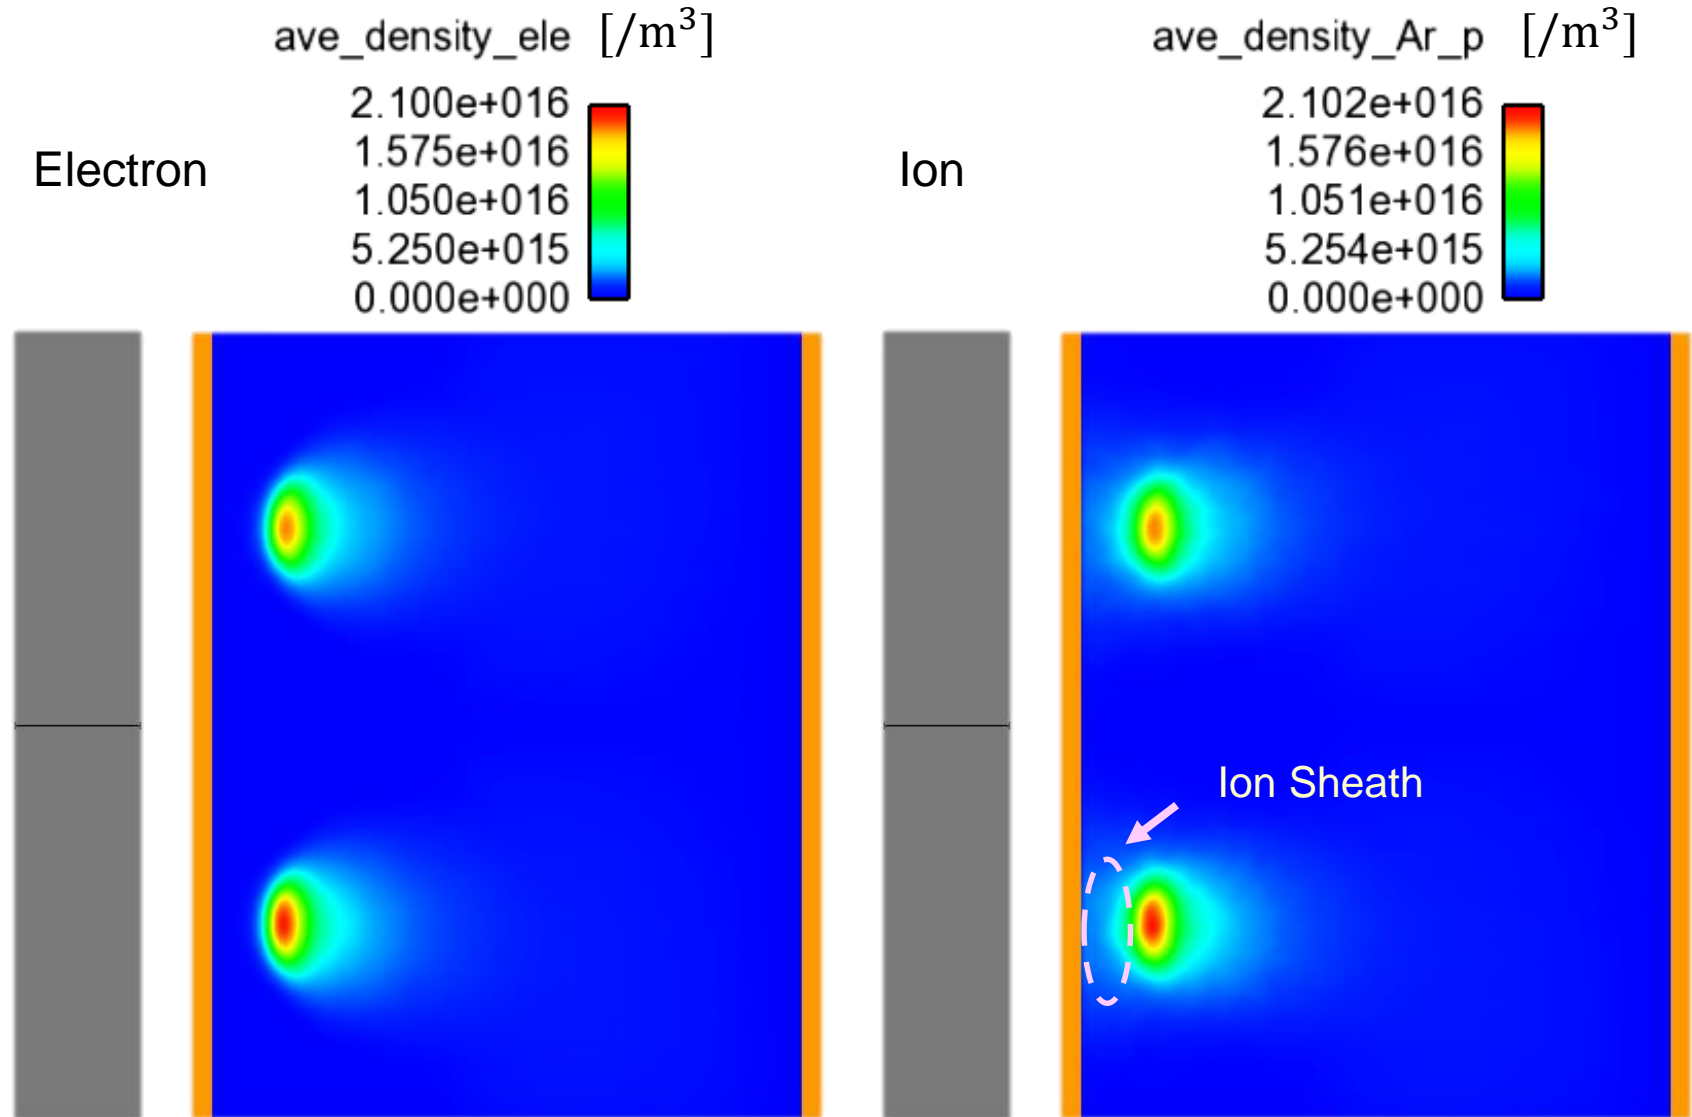 ave_density_ele [/m³]
2.100e+016
1.575e+016
1.050e+016
5.250e+015
0.000e+000
Electron
ave_density_Ar_p [/m³]
2.102e+016
1.576e+016
1.051e+016
5.254e+015
0.000e+000
Ion
Ion Sheath